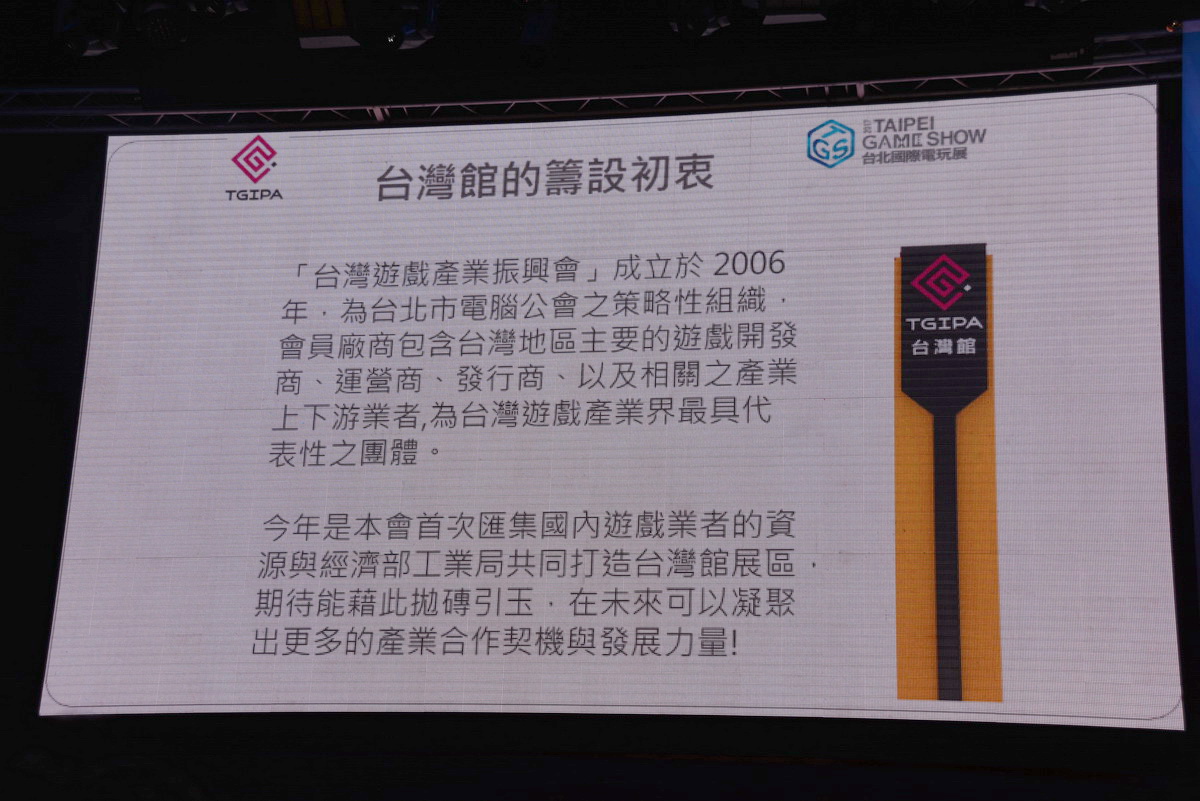 TGIPA
台灣館的籌設初衷
2017 TAIPEI
GAME SHOW
台北國際電玩展
TGS
「台灣遊戲產業振興會」成立於 2006
年，為台北市電腦公會之策略性組織，
會員廠商包含台灣地區主要的遊戲開發
商、運營商、發行商、以及相關之產業
上下游業者,為台灣遊戲產業界最具代
表性之團體。
今年是本會首次匯集國內遊戲業者的資
源與經濟部工業局共同打造台灣館展區，
期待能藉此拋磚引玉，在未來可以凝聚
出更多的產業合作契機與發展力量!
TGIPA
台灣館